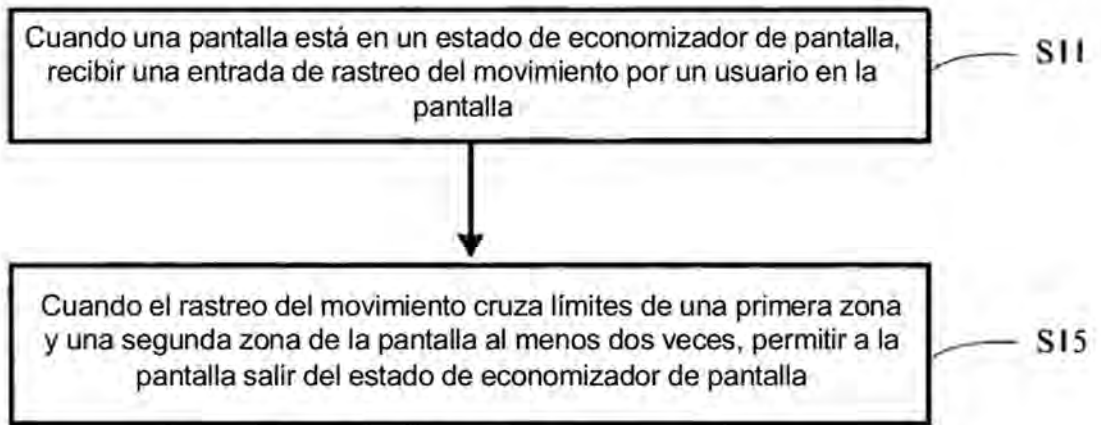 Cuando una pantalla está en un estado de economizador de pantalla,
recibir una entrada de rastreo del movimiento por un usuario en la
pantalla
S11
Cuando el rastreo del movimiento cruza límites de una primera zona
y una segunda zona de la pantalla al menos dos veces, permitir a la
pantalla salir del estado de economizador de pantalla
S15